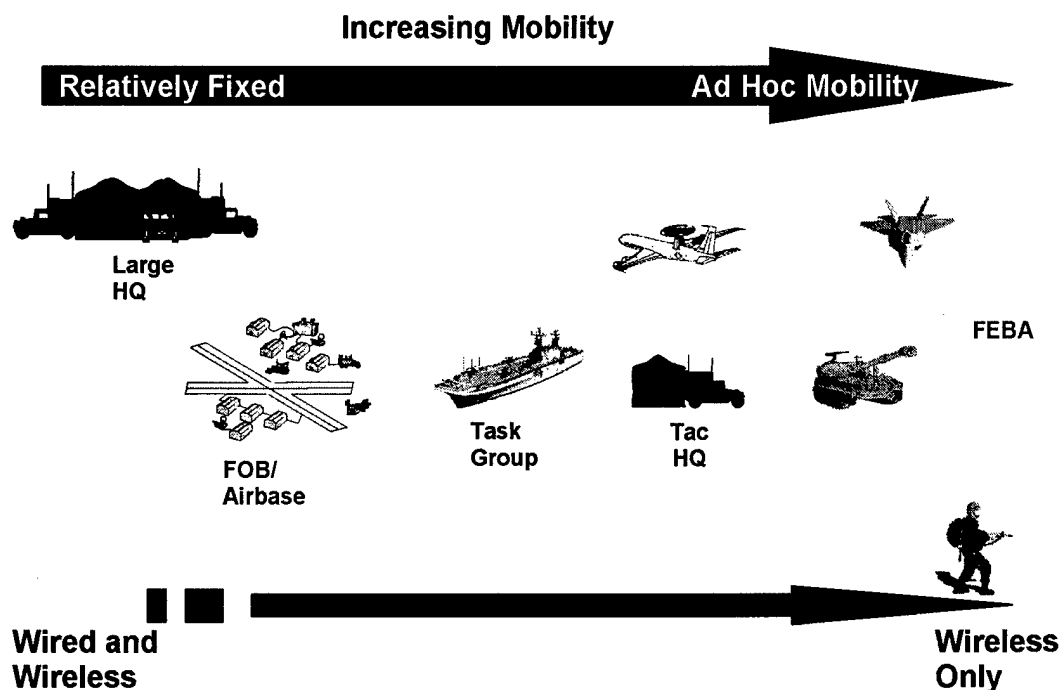 Increasing Mobility
Relatively Fixed
Ad Hoc Mobility
Large
HQ
FEBA
Task
Group
Tac
HQ
FOB/
Airbase
Wired and
Wireless
Wireless
Only